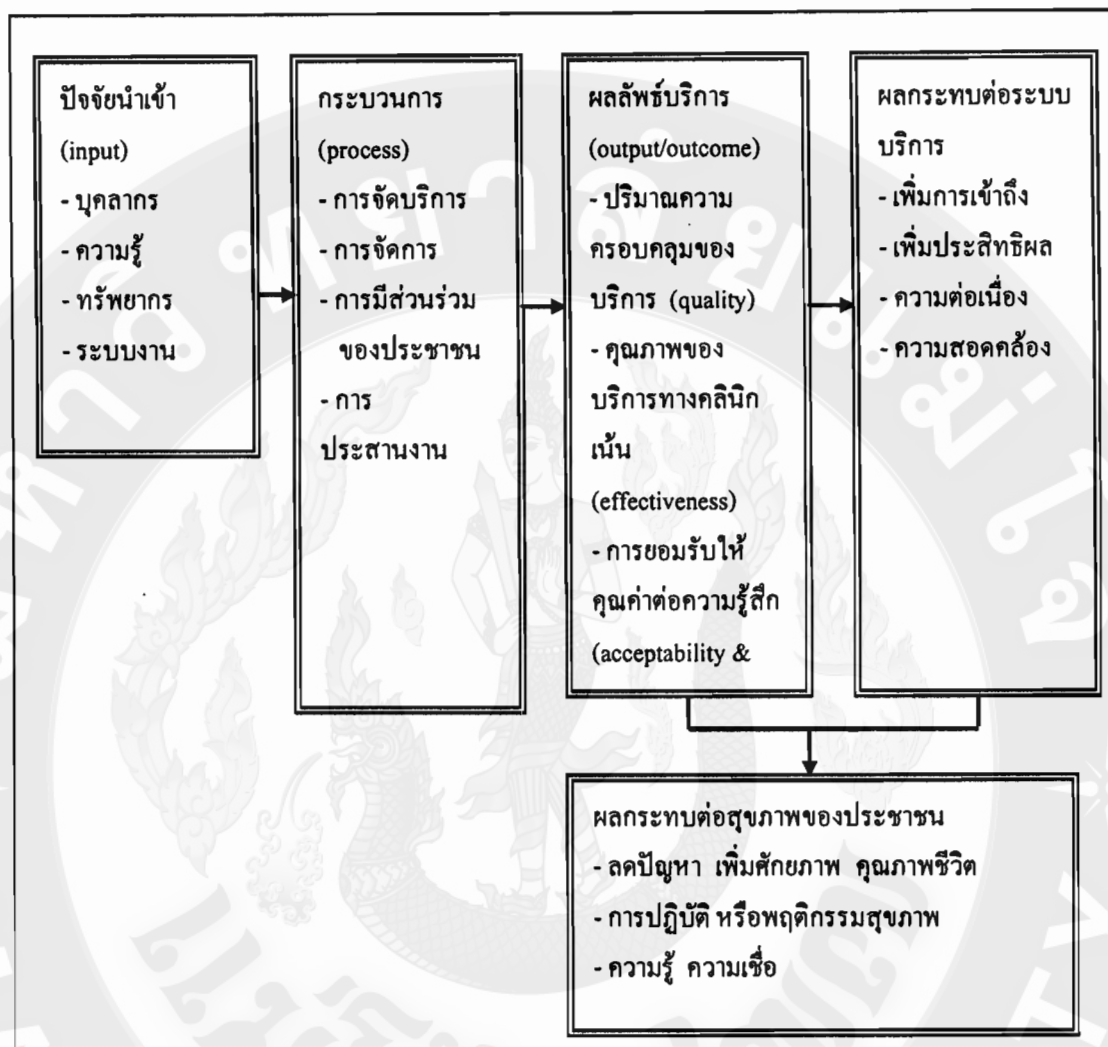 ปัจจัยนำเข้า
(input)
- บุคลากร
- ความรู้
- ทรัพยากร
- ระบบงาน
กระบวนการ
(process)
- การจัดบริการ
- การจัดการ
- การมีส่วนร่วม
ของประชาชน
- การ
ประสานงาน
ผลลัพธ์บริการ
(output/outcome)
- ปริมาณความ
ครอบคลุมของ
บริการ (quality)
- คุณภาพของ
บริการทางคลินิก
เน้น
(effectiveness)
- การยอมรับให้
คุณค่าต่อความรู้สึก
(acceptability &
ผลกระทบต่อระบบ
บริการ
- เพิ่มการเข้าถึง
- เพิ่มประสิทธิผล
- ความต่อเนื่อง
- ความสอดคล้อง
ผลกระทบต่อสุขภาพของประชาชน
- ลดปัญหา เพิ่มศักยภาพ คุณภาพชีวิต
- การปฏิบัติ หรือพฤติกรรมสุขภาพ
- ความรู้ ความเชื่อ